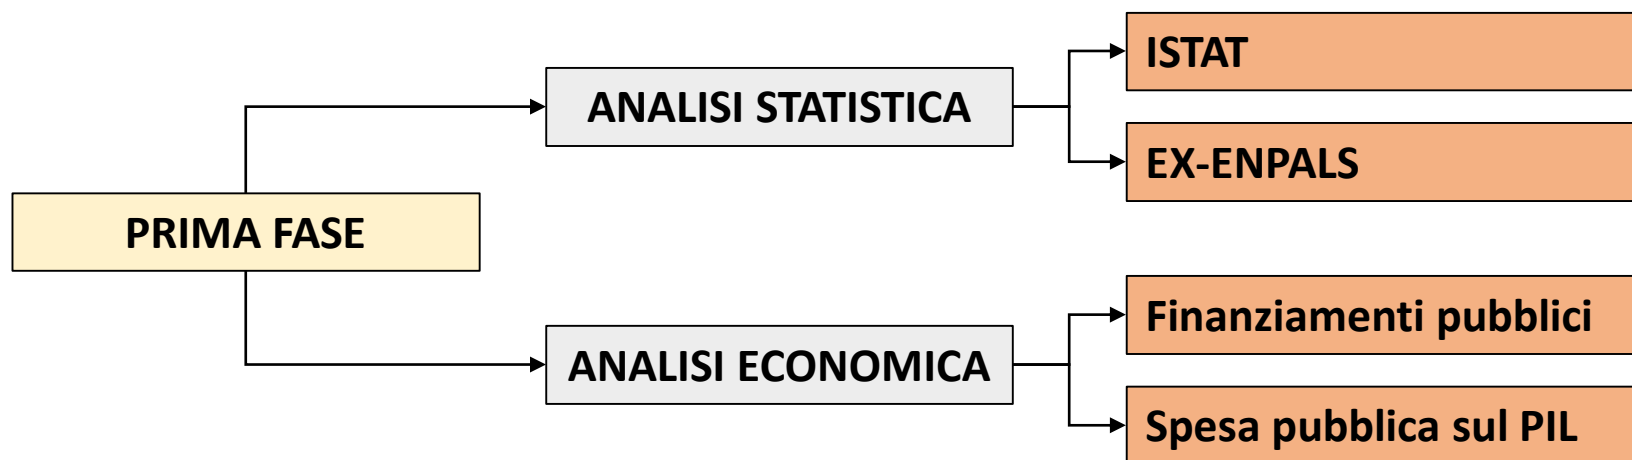 PRIMA FASE
ANALISI STATISTICA
ISTAT
EX-ENPALS
ANALISI ECONOMICA
Finanziamenti pubblici
Spesa pubblica sul PIL